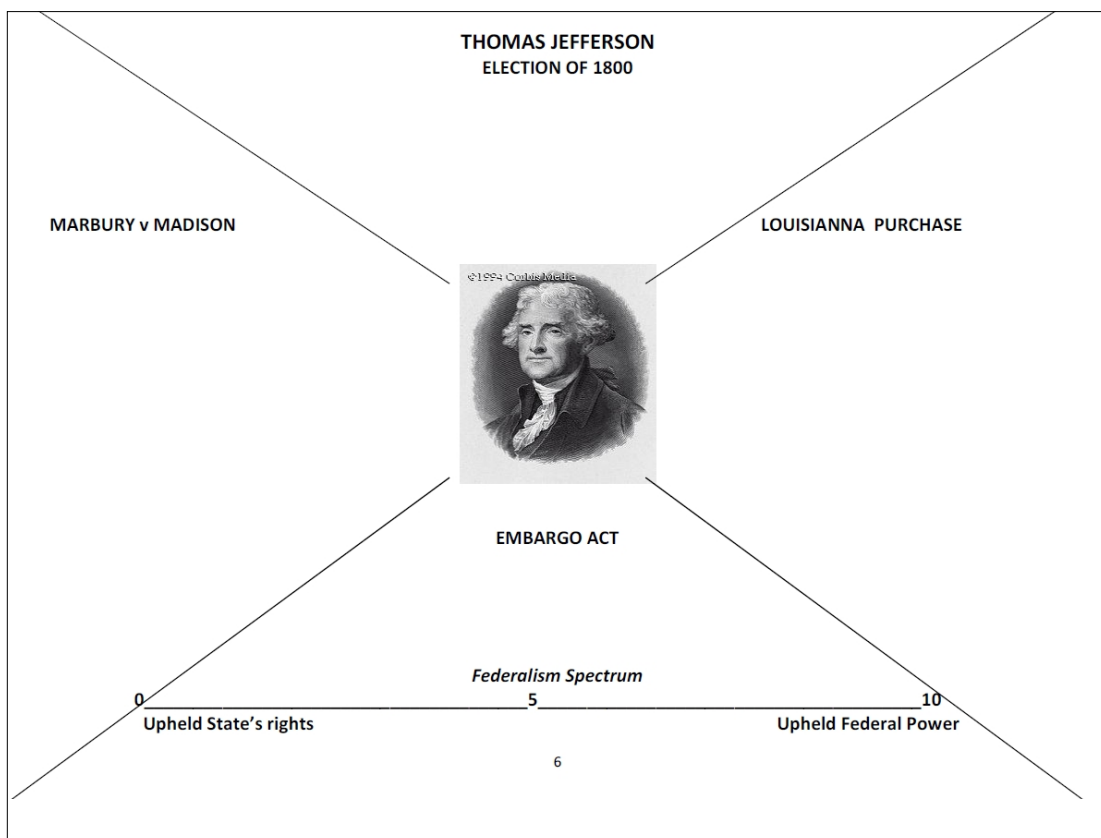 THOMAS JEFFERSON
ELECTION OF 1800
MARBURY v MADISON
LOUISIANNA PURCHASE
©1994 Corbis Media
EMBARGO ACT
Federalism Spectrum
0________________________________________5________________________________________10
Upheld State’s rights
Upheld Federal Power
6